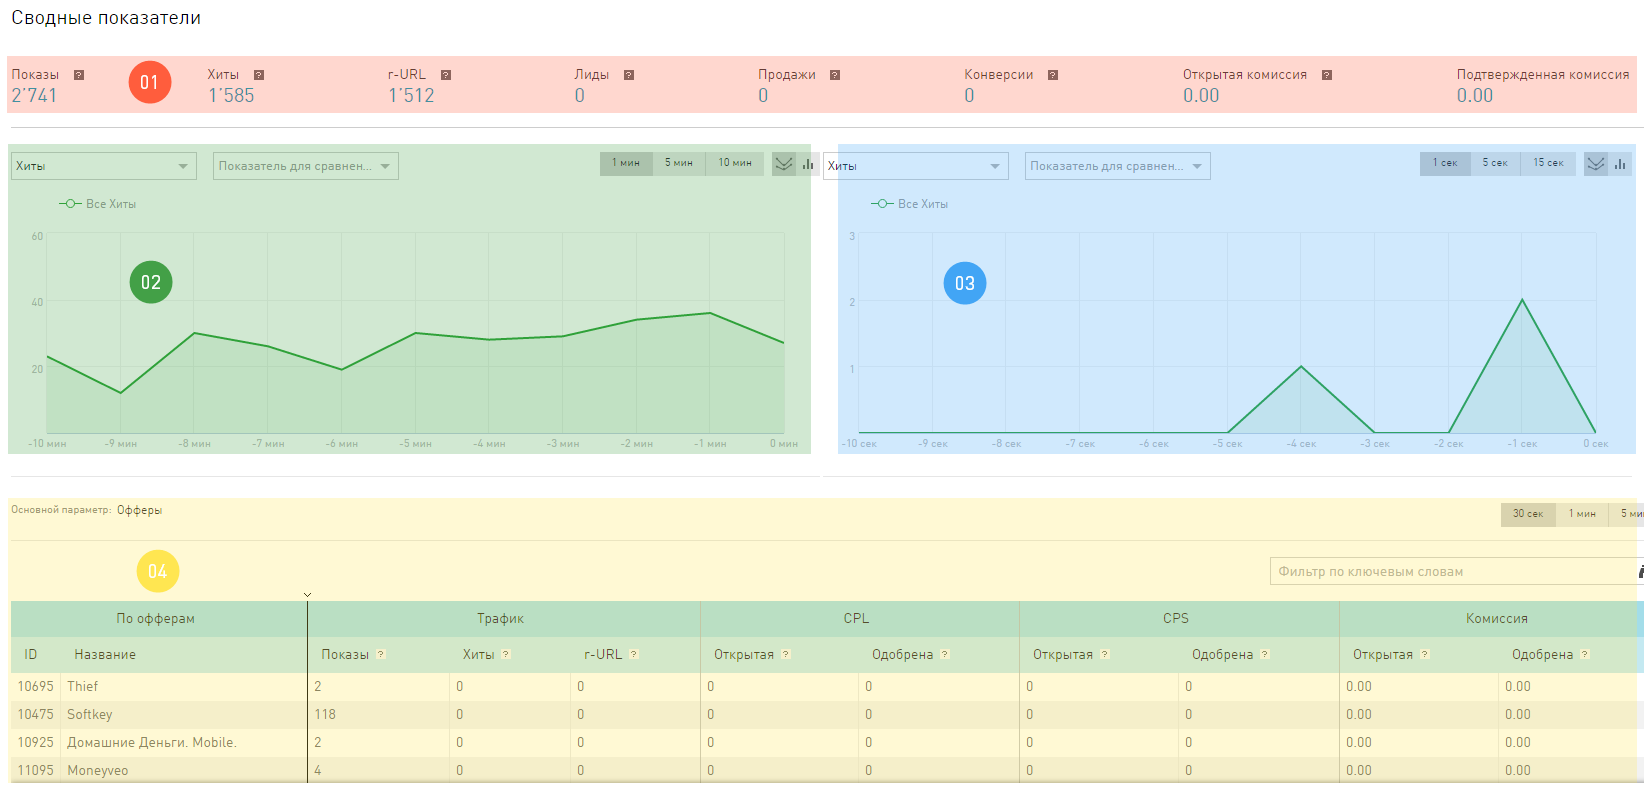 Сводные показатели
Показы ? 01 Хиты ? r-URL ? Лиды ? Продажи ? Конверсии ? Открытая комиссия ? Подтвержденная комиссия
2'741 1'585 1'512 0 0 0 0.00 0.00
Хиты Показатель для сравнен... 1 мин 5 мин 10 мин Хиты Показатель для сравнен... 1 сек 5 сек 15 сек
Все Хиты Все Хиты
60 3
02 03
40 2
20 1
-10 мин -9 мин -8 мин -7 мин -6 мин -5 мин -4 мин -3 мин -2 мин -1 мин 0 мин -10 сек -9 сек -8 сек -7 сек -6 сек -5 сек -4 сек -3 сек -2 сек -1 сек 0 сек
Основной параметр: Офферы 30 сек 1 мин 5
04 Фильтр по ключевым словам
По офферам Трафик CPL CPS Комиссия
ID Название Показы ? Хиты ? r-URL ? Открытая ? Одобрена ? Открытая ? Одобрена ? Открытая ? Одобрена ?
10695 Thief 2 0 0 0 0 0 0 0.00 0.00
10475 Softkey 118 0 0 0 0 0 0 0.00 0.00
10925 Домашние Деньги. Mobile. 2 0 0 0 0 0 0 0.00 0.00
11095 Moneyveo 4 0 0 0 0 0 0 0.00 0.00